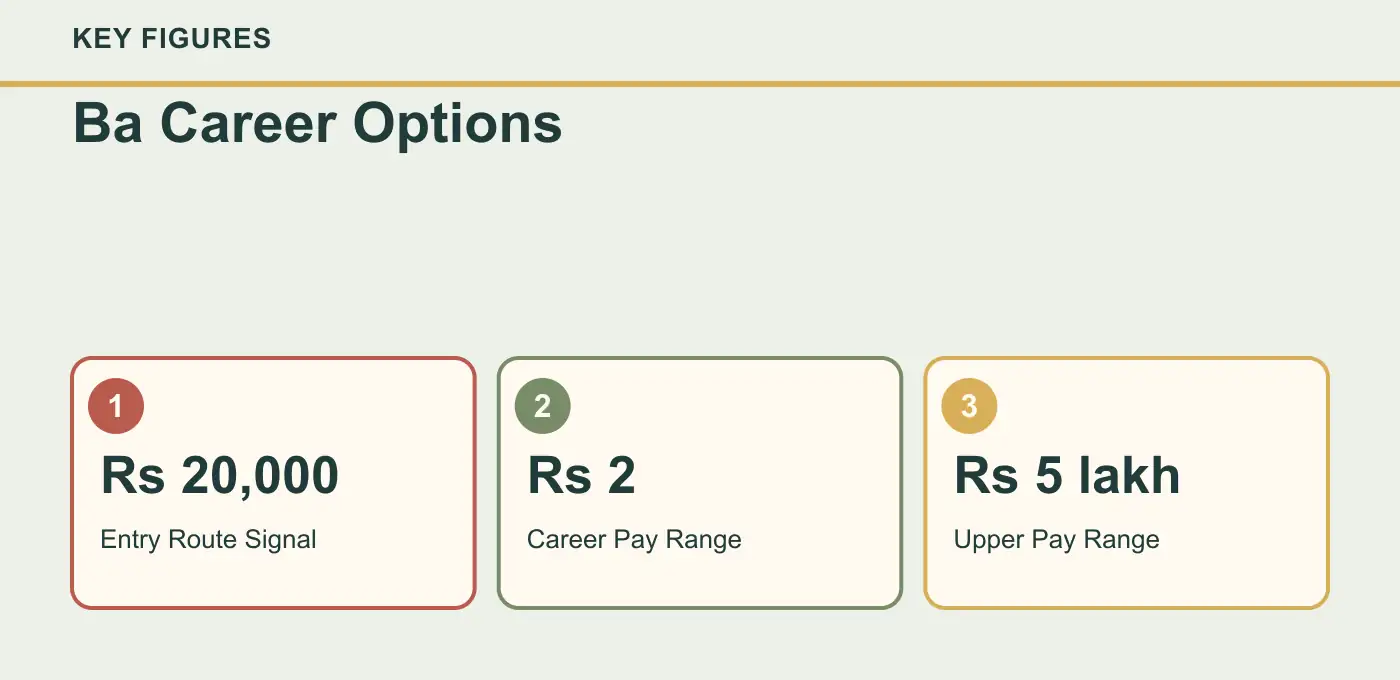 KEY FIGURES
Ba Career Options
1
Rs 20,000
Entry Route Signal
2
Rs 2
Career Pay Range
3
Rs 5 lakh
Upper Pay Range